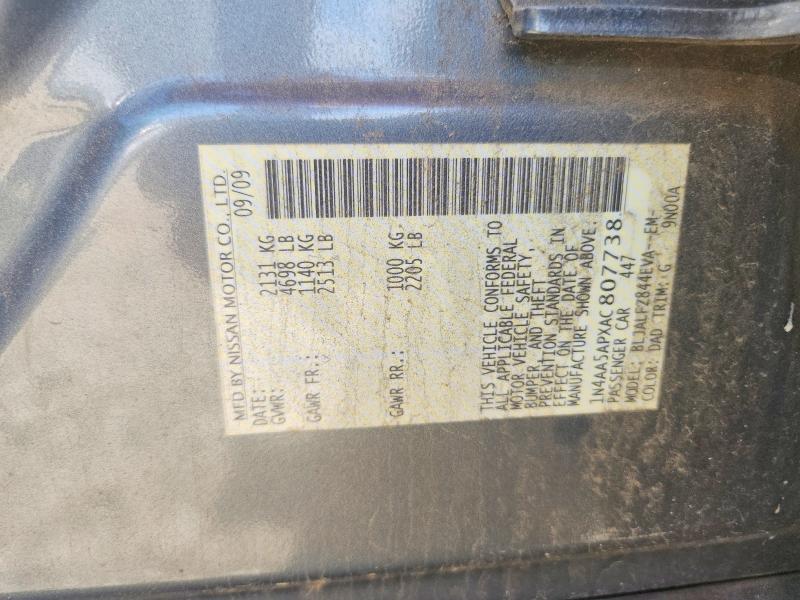 MFD BY NISSAN MOTOR CO., LTD.
DATE: 09/09
GVWR: 2131 KG
4698 LB
GAWR FR.: 1140 KG
2513 LB
GAWR RR.: 1000 KG
2205 LB
THIS VEHICLE CONFORMS TO
ALL APPLICABLE FEDERAL
MOTOR VEHICLE SAFETY,
BUMPER, AND THEFT
PREVENTION STANDARDS IN
EFFECT ON THE DATE OF
MANUFACTURE SHOWN ABOVE.
1N4AA5APXAC807738
PASSENGER CAR 447
MODEL: BLJALPZ844EVA--EM-
COLOR: DAD TRIM: G 9N00A